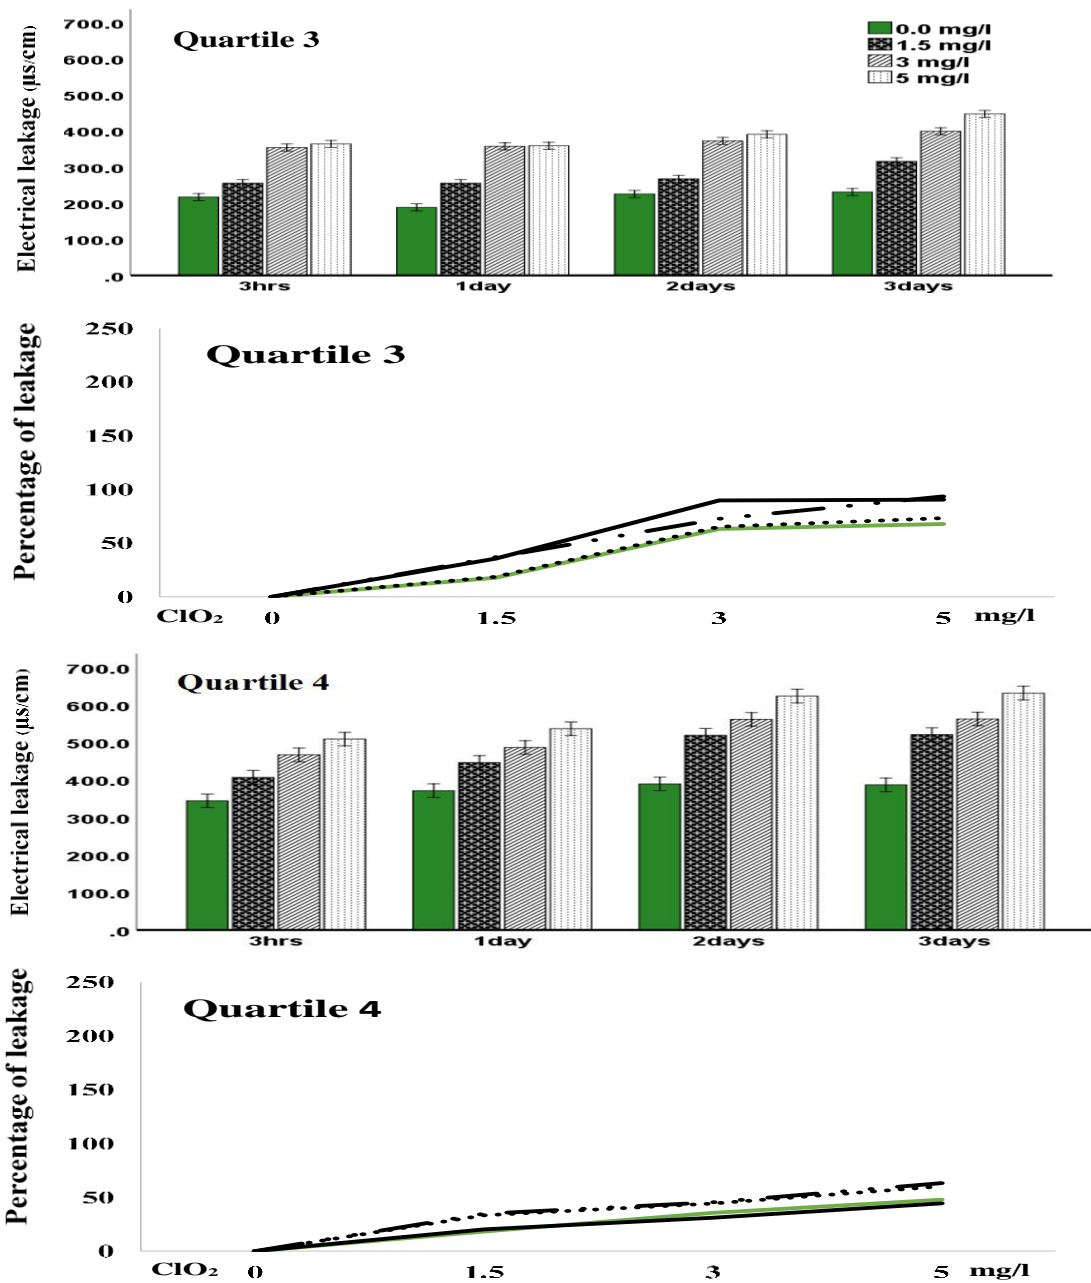 Electrical leakage (µs/cm)
700.0
600.0
500.0
400.0
300.0
200.0
100.0
.0
Quartile 3
0.0 mg/l
1.5 mg/l
3 mg/l
5 mg/l
3hrs 1day 2days 3days
Percentage of leakage
250
200
150
100
50
0
Quartile 3
ClO₂ 0 1.5 3 5 mg/l
Electrical leakage (µs/cm)
700.0
600.0
500.0
400.0
300.0
200.0
100.0
.0
Quartile 4
3hrs 1day 2days 3days
Percentage of leakage
250
200
150
100
50
0
Quartile 4
ClO₂ 0 1.5 3 5 mg/l